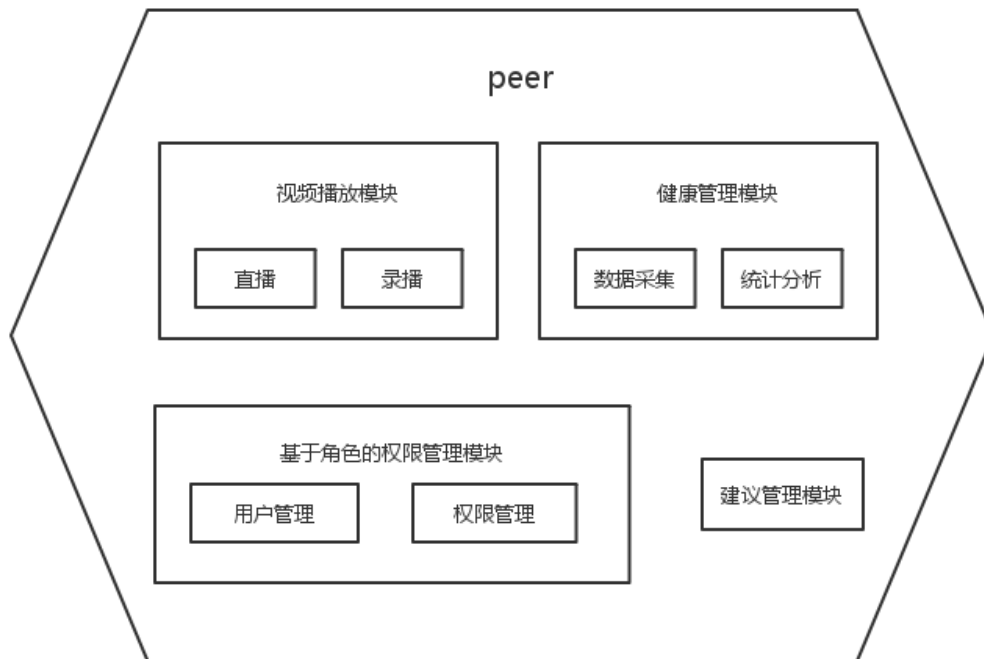 peer
视频播放模块
直播
录播
健康管理模块
数据采集
统计分析
基于角色的权限管理模块
用户管理
权限管理
建议管理模块